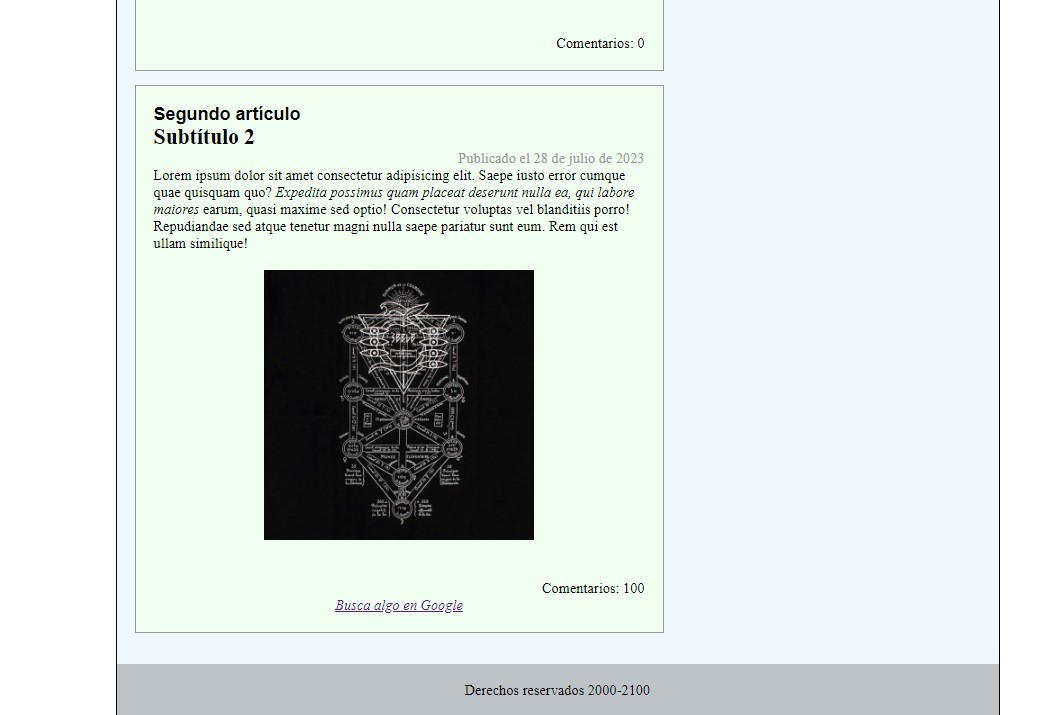 Comentarios: 0
Segundo artículo
Subtítulo 2
Publicado el 28 de julio de 2023
Lorem ipsum dolor sit amet consectetur adipisicing elit. Saepe iusto error cumque
quae quisquam quo? Expedita possimus quam placeat deserunt nulla ea, qui labore
maiores earum, quasi maxime sed optio! Consectetur voluptas vel blanditiis porro!
Repudiandae sed atque tenetur magni nulla saepe pariatur sunt eum. Rem qui est
ullam similique!
Comentarios: 100
Busca algo en Google
Derechos reservados 2000-2100